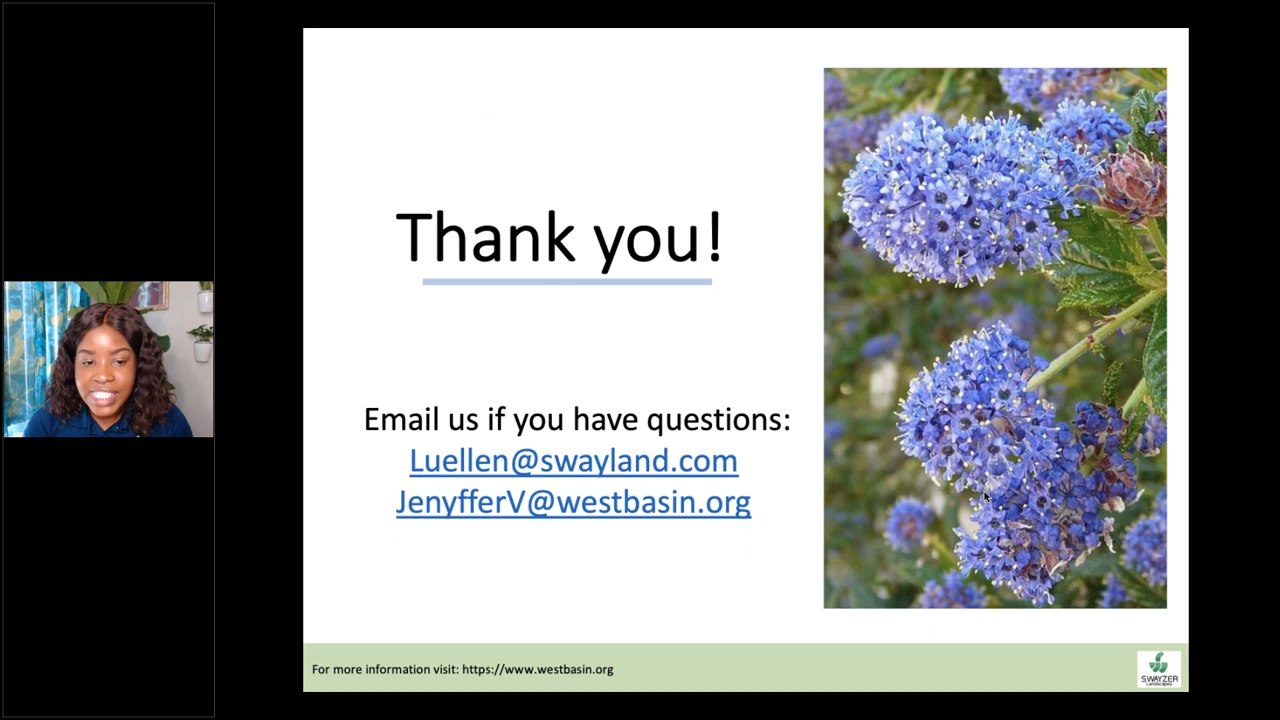 Thank you!
Email us if you have questions:
Luellen@swayland.com
JenyfferV@westbasin.org
For more information visit: https://www.westbasin.org
SWAYZER
Landscapes